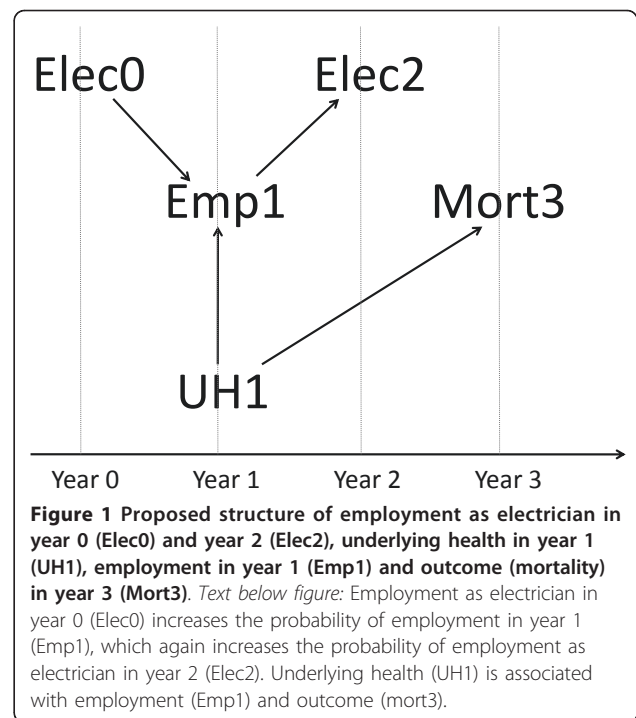 Elec0 Elec2
Emp1 Mort3
UH1
Year 0 Year 1 Year 2 Year 3
Figure 1 Proposed structure of employment as electrician in
year 0 (Elec0) and year 2 (Elec2), underlying health in year 1
(UH1), employment in year 1 (Emp1) and outcome (mortality)
in year 3 (Mort3). Text below figure: Employment as electrician in
year 0 (Elec0) increases the probability of employment in year 1
(Emp1), which again increases the probability of employment as
electrician in year 2 (Elec2). Underlying health (UH1) is associated
with employment (Emp1) and outcome (mort3).